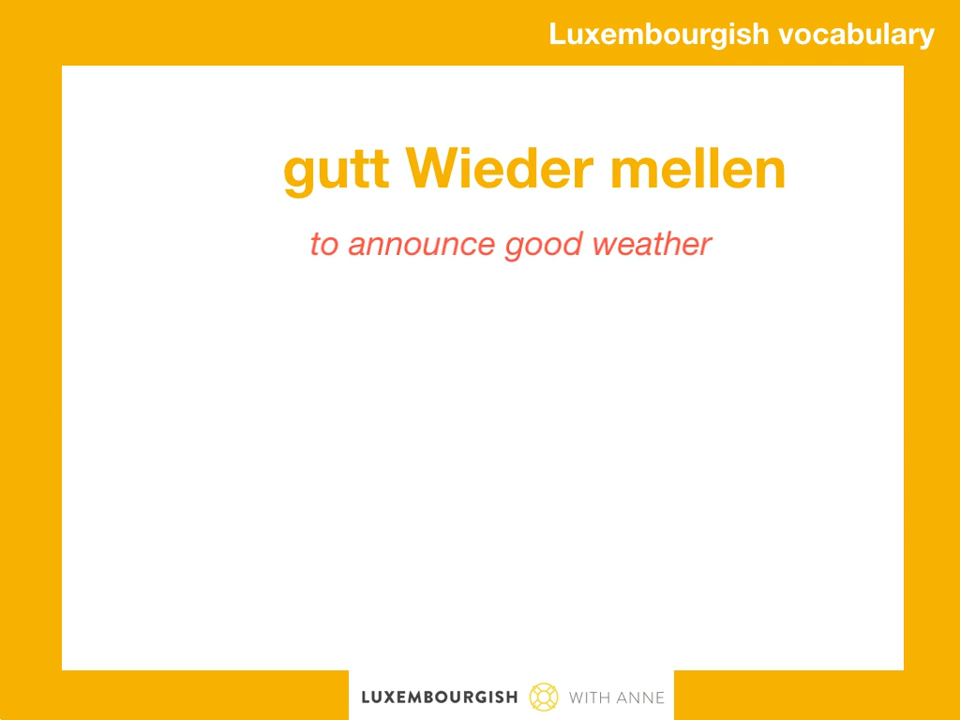 Luxembourgish vocabulary
gutt Wieder mellen
to announce good weather
LUXEMBOURGISH WITH ANNE